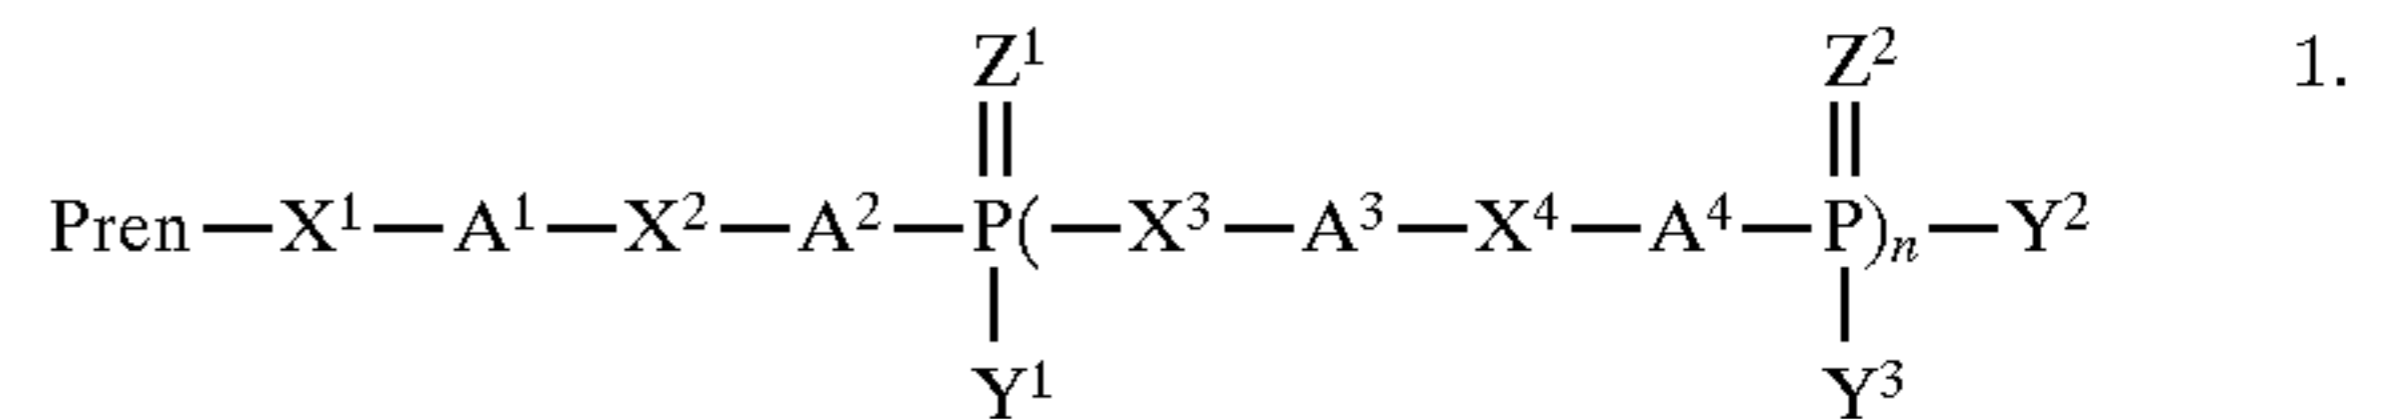 Z¹ Z² 1.
Pren—X¹—A¹—X²—A²—P(—X³—A³—X⁴—A⁴—P)ₙ—Y²
Y¹ Y³